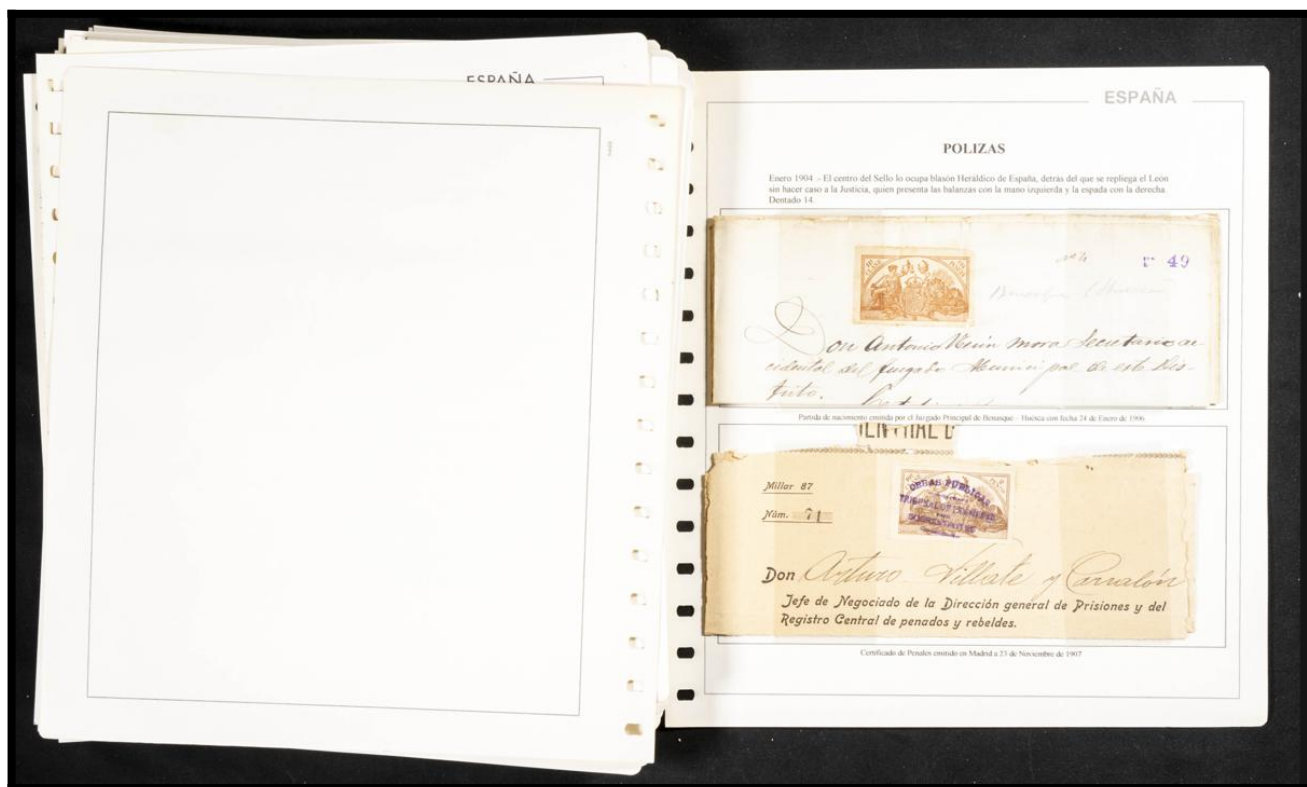 ESPAÑA
ESPAÑA
POLIZAS
Enero 1904 .- El centro del Sello lo ocupa blasón Heráldico de España, detrás del que se repliega el León
sin hacer caso a la Justicia, quien presenta las balanzas con la mano izquierda y la espada con la derecha
Dentado 14.
49
Don Antonio mora Secretario ac-
cidental del Juzgado Municipal de este Dis-
trito.
Partida de nacimiento emitida por el Juzgado Principal de Benasque - Huesca con fecha 24 de Enero de 1906
Millar 87
Núm. 71
OBRAS PUBLICAS
Don Arturo Villate y Carralón
Jefe de Negociado de la Dirección general de Prisiones y del
Registro Central de penados y rebeldes.
Certificado de Penales emitido en Madrid a 23 de Noviembre de 1907